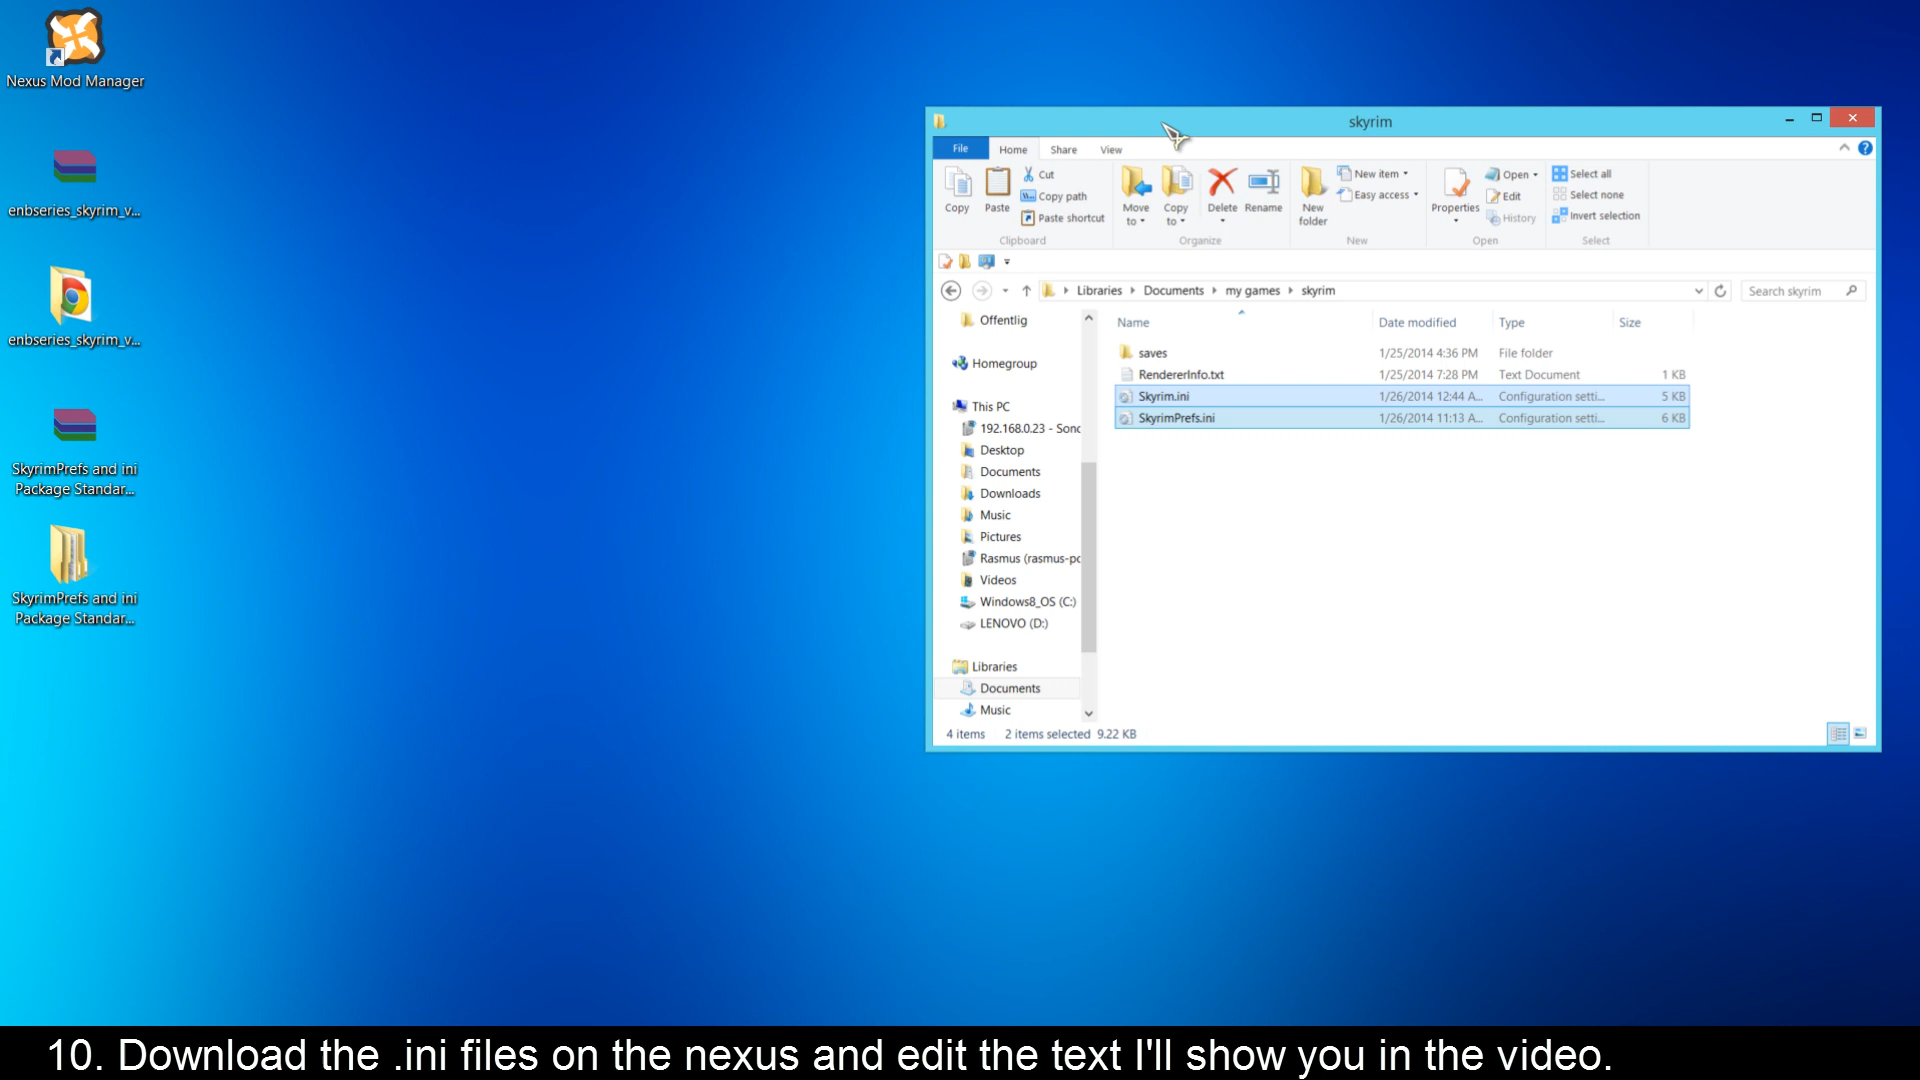 Nexus Mod Manager
enbseries_skyrim_v...
enbseries_skyrim_v...
SkyrimPrefs and ini
Package Standar...
SkyrimPrefs and ini
Package Standar...
skyrim
File Home Share View
Copy
Paste
Cut
Copy path
Paste shortcut
Clipboard
Move to
Copy to
Delete
Rename
Organize
New folder
New item
Easy access
New
Properties
Open
Edit
History
Open
Select all
Select none
Invert selection
Select
Libraries Documents my games skyrim
Search skyrim
Offentlig
Homegroup
This PC
192.168.0.23 - Sono
Desktop
Documents
Downloads
Music
Pictures
Rasmus (rasmus-pc
Videos
Windows8_OS (C:)
LENOVO (D:)
Libraries
Documents
Music
Name Date modified Type Size
saves 1/25/2014 4:36 PM File folder
RendererInfo.txt 1/25/2014 7:28 PM Text Document 1 KB
Skyrim.ini 1/26/2014 12:44 A... Configuration setti... 5 KB
SkyrimPrefs.ini 1/26/2014 11:13 A... Configuration setti... 6 KB
4 items 2 items selected 9.22 KB
10. Download the .ini files on the nexus and edit the text I'll show you in the video.